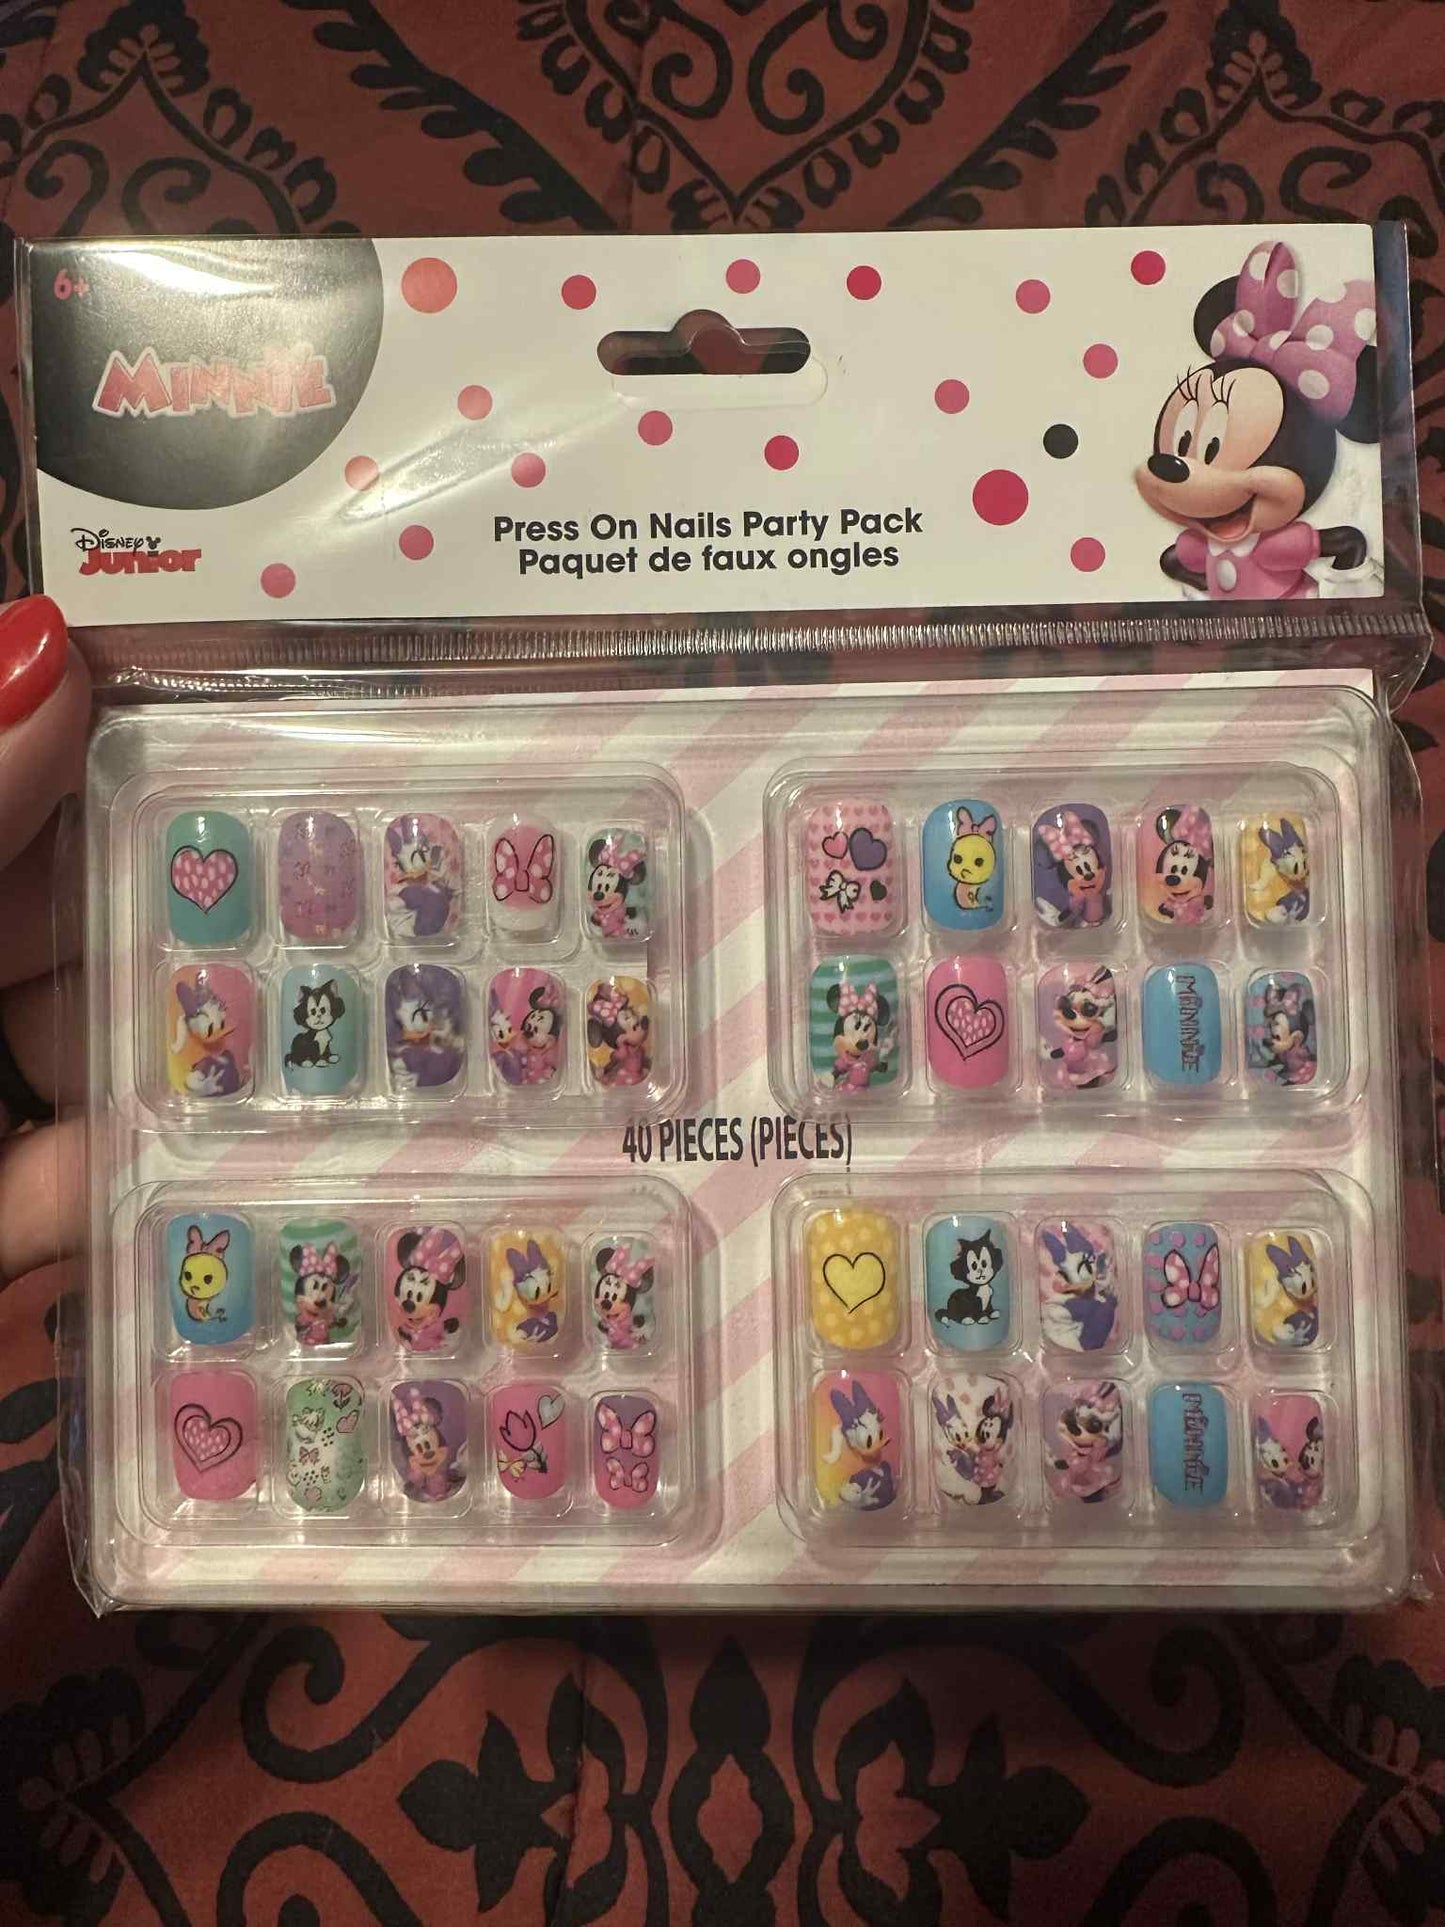 6+
MINNIE
Disney
Junior
Press On Nails Party Pack
Paquet de faux ongles
40 PIECES (PIECES)
MINNIE
MINNIE